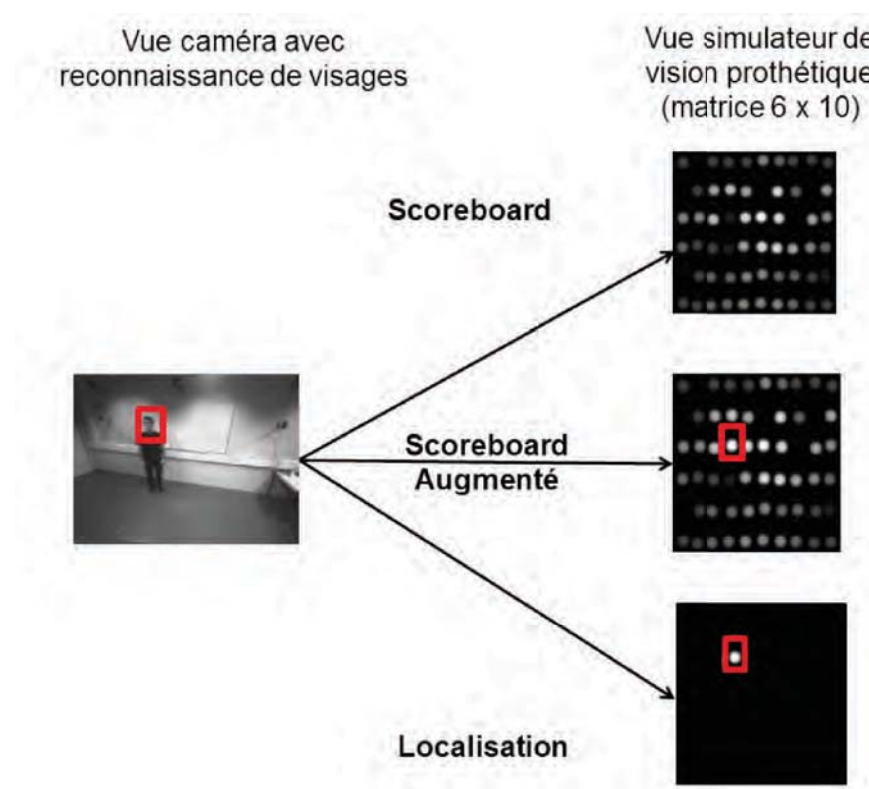 Vue caméra avec
reconnaissance de visages
Vue simulateur de
vision prothétique
(matrice 6 x 10)
Scoreboard
Scoreboard
Augmenté
Localisation